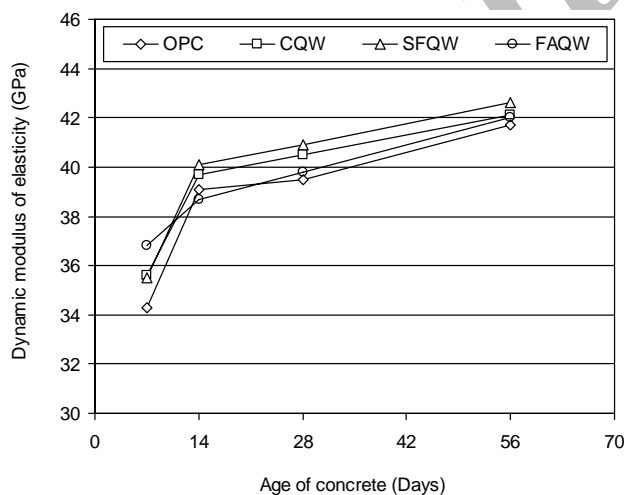 OPC CQW SFQW FAQW
46
44
42
40
38
36
34
32
30
Dynamic modulus of elasticity (GPa)
0 14 28 42 56 70
Age of concrete (Days)